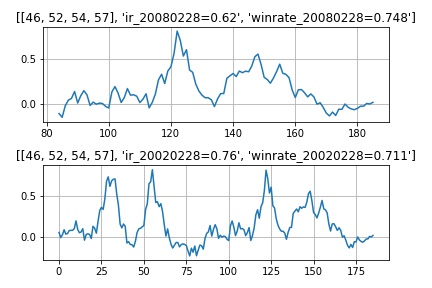 [[46, 52, 54, 57], 'ir_20080228=0.62', 'winrate_20080228=0.748']
0.5
0.0
80 100 120 140 160 180
[[46, 52, 54, 57], 'ir_20020228=0.76', 'winrate_20020228=0.711']
0.5
0.0
0 25 50 75 100 125 150 175